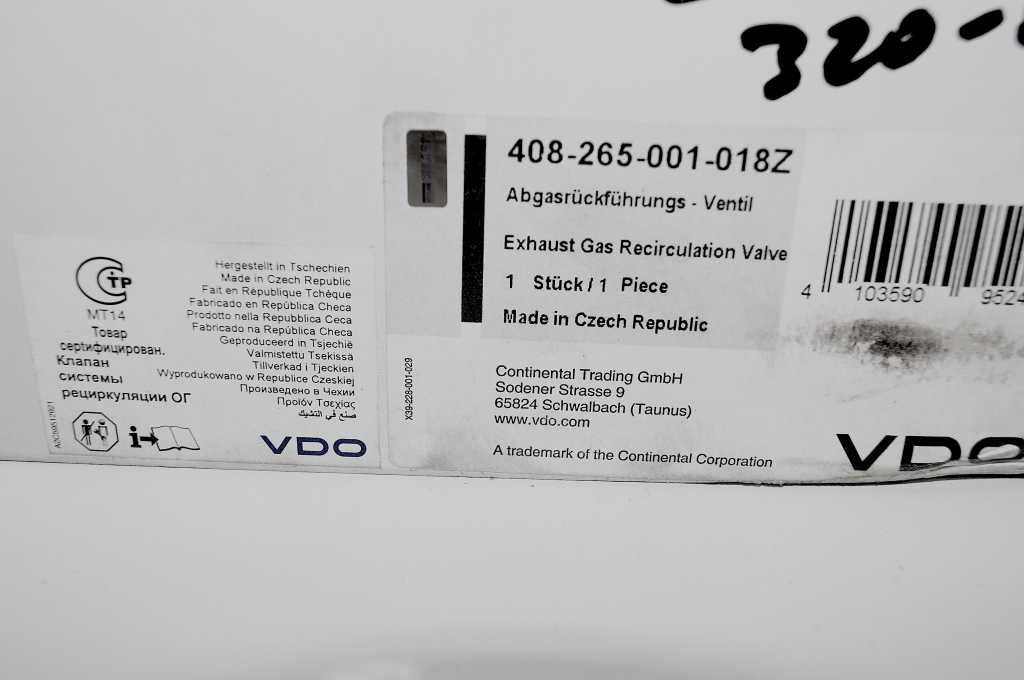 320-
408-265-001-018Z
Abgasrückführungs - Ventil
Exhaust Gas Recirculation Valve
1 Stück / 1 Piece
Made in Czech Republic
4 103590 9524
X39-228-001-029
Continental Trading GmbH
Sodener Strasse 9
65824 Schwalbach (Taunus)
www.vdo.com
A trademark of the Continental Corporation
VDO
TP
MT14
Товар
сертифицирован.
Клапан
системы
рециркуляции ОГ
Hergestellt in Tschechien
Made in Czech Republic
Fait en République Tchèque
Fabricado en República Checa
Prodotto nella Repubblica Ceca
Fabricado na República Checa
Geproduceerd in Tsjechië
Valmistettu Tsekissä
Tillverkad i Tjeckien
Wyprodukowano w Republice Czeskiej
Произведено в Чехии
Προϊόν Τσεχίας
صنع في التشيك
VDO